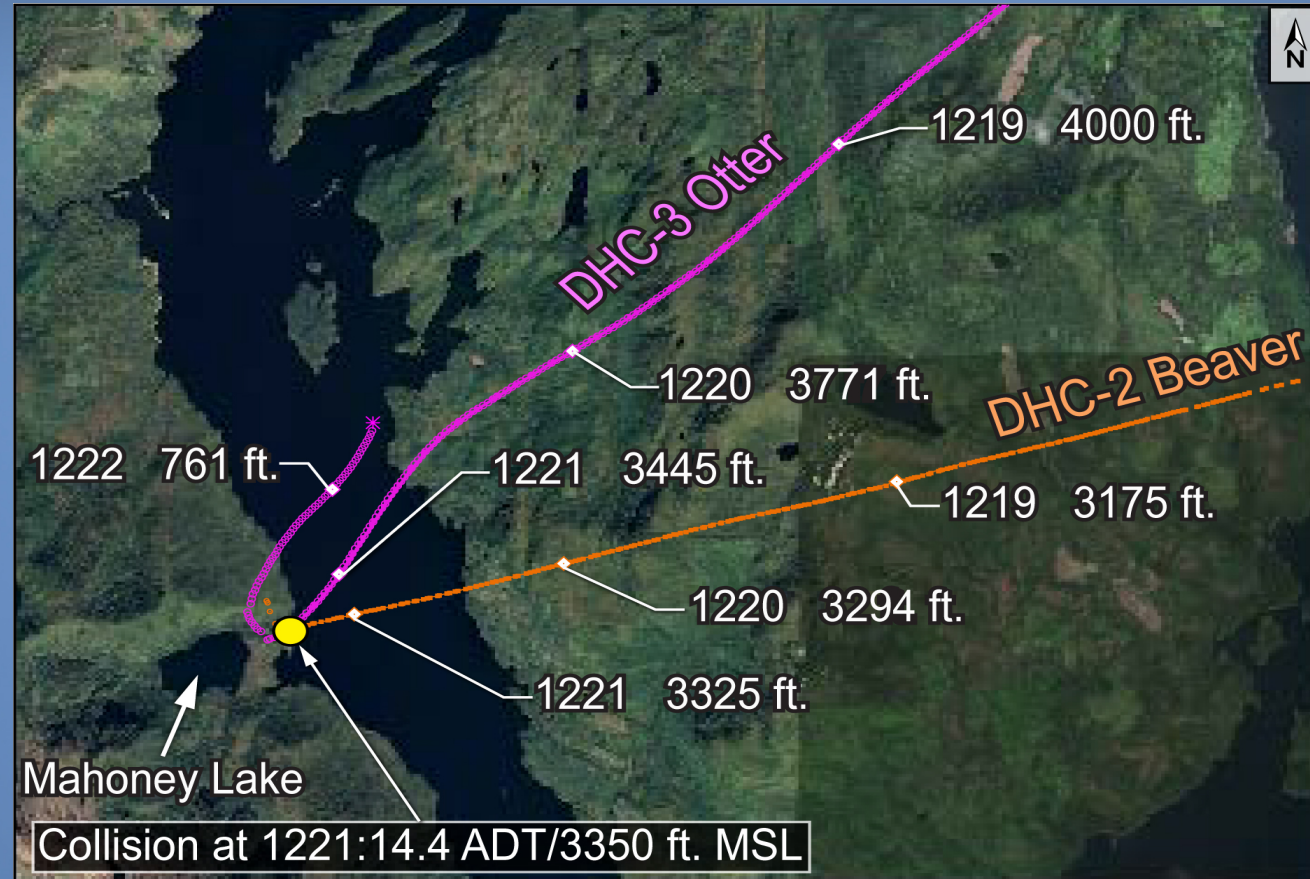 N
1219 4000 ft.
DHC-3 Otter
1220 3771 ft.
DHC-2 Beaver
1222 761 ft.
1221 3445 ft.
1219 3175 ft.
1220 3294 ft.
1221 3325 ft.
Mahoney Lake
Collision at 1221:14.4 ADT/3350 ft. MSL